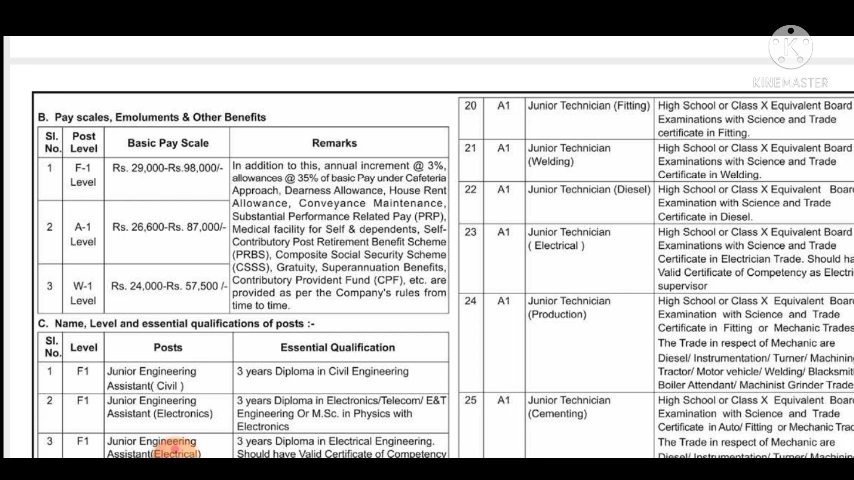 KINEMASTER
B. Pay scales, Emoluments & Other Benefits
Sl. No. Post Level Basic Pay Scale Remarks
1 F-1 Level Rs. 29,000-Rs.98,000/-
2 A-1 Level Rs. 26,600-Rs. 87,000/-
3 W-1 Level Rs. 24,000-Rs. 57,500 /-
In addition to this, annual increment @ 3%,
allowances @ 35% of basic Pay under Cafeteria
Approach, Dearness Allowance, House Rent
Allowance, Conveyance Maintenance,
Substantial Performance Related Pay (PRP),
Medical facility for Self & dependents, Self-
Contributory Post Retirement Benefit Scheme
(PRBS), Composite Social Security Scheme
(CSSS), Gratuity, Superannuation Benefits,
Contributory Provident Fund (CPF), etc. are
provided as per the Company's rules from
time to time.
C. Name, Level and essential qualifications of posts :-
Sl. No. Level Posts Essential Qualification
1 F1 Junior Engineering 3 years Diploma in Civil Engineering
Assistant( Civil )
2 F1 Junior Engineering 3 years Diploma in Electronics/Telecom/ E&T
Assistant (Electronics) Engineering Or M.Sc. in Physics with
Electronics
3 F1 Junior Engineering 3 years Diploma in Electrical Engineering.
Assistant(Electrical) Should have Valid Certificate of Competency
20 A1 Junior Technician (Fitting) High School or Class X Equivalent Board
Examinations with Science and Trade
certificate in Fitting.
21 A1 Junior Technician High School or Class X Equivalent Board
(Welding) Examinations with Science and Trade
Certificate in Welding.
22 A1 Junior Technician (Diesel) High School or Class X Equivalent Board
Examination with Science and Trade
Certificate in Diesel.
23 A1 Junior Technician High School or Class X Equivalent Board
( Electrical ) Examinations with Science and Trade
Certificate in Electrician Trade. Should ha
Valid Certificate of Competency as Electri
supervisor
24 A1 Junior Technician High School or Class X Equivalent Board
(Production) Examination with Science and Trade
Certificate in Fitting or Mechanic Trades
The Trade in respect of Mechanic are
Diesel/ Instrumentation/ Turner/ Machining
Tractor/ Motor vehicle/ Welding/ Blacksmith
Boiler Attendant/ Machinist Grinder Trade
25 A1 Junior Technician High School or Class X Equivalent Board
(Cementing) Examination with Science and Trade
Certificate in Auto/ Fitting or Mechanic Trad
The Trade in respect of Mechanic are
Diesel/ Instrumentation/ Turner/ Machining